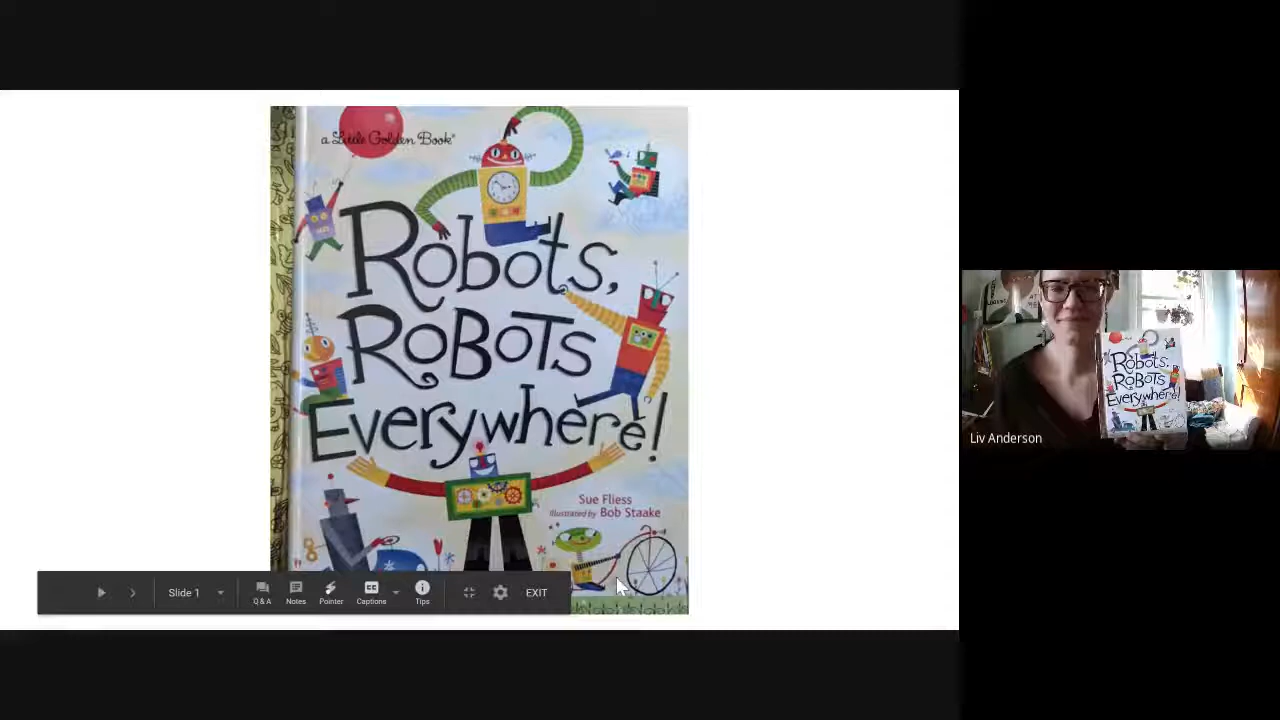 a Little Golden Book®
Robots,
RoBoTS
Everywhere!
Sue Fliess
Illustrated by Bob Staake
Slide 1
Q & A
Notes
Pointer
CC
Captions
Tips
EXIT
Robots,
RoBoTS
Everywhere!
Liv Anderson